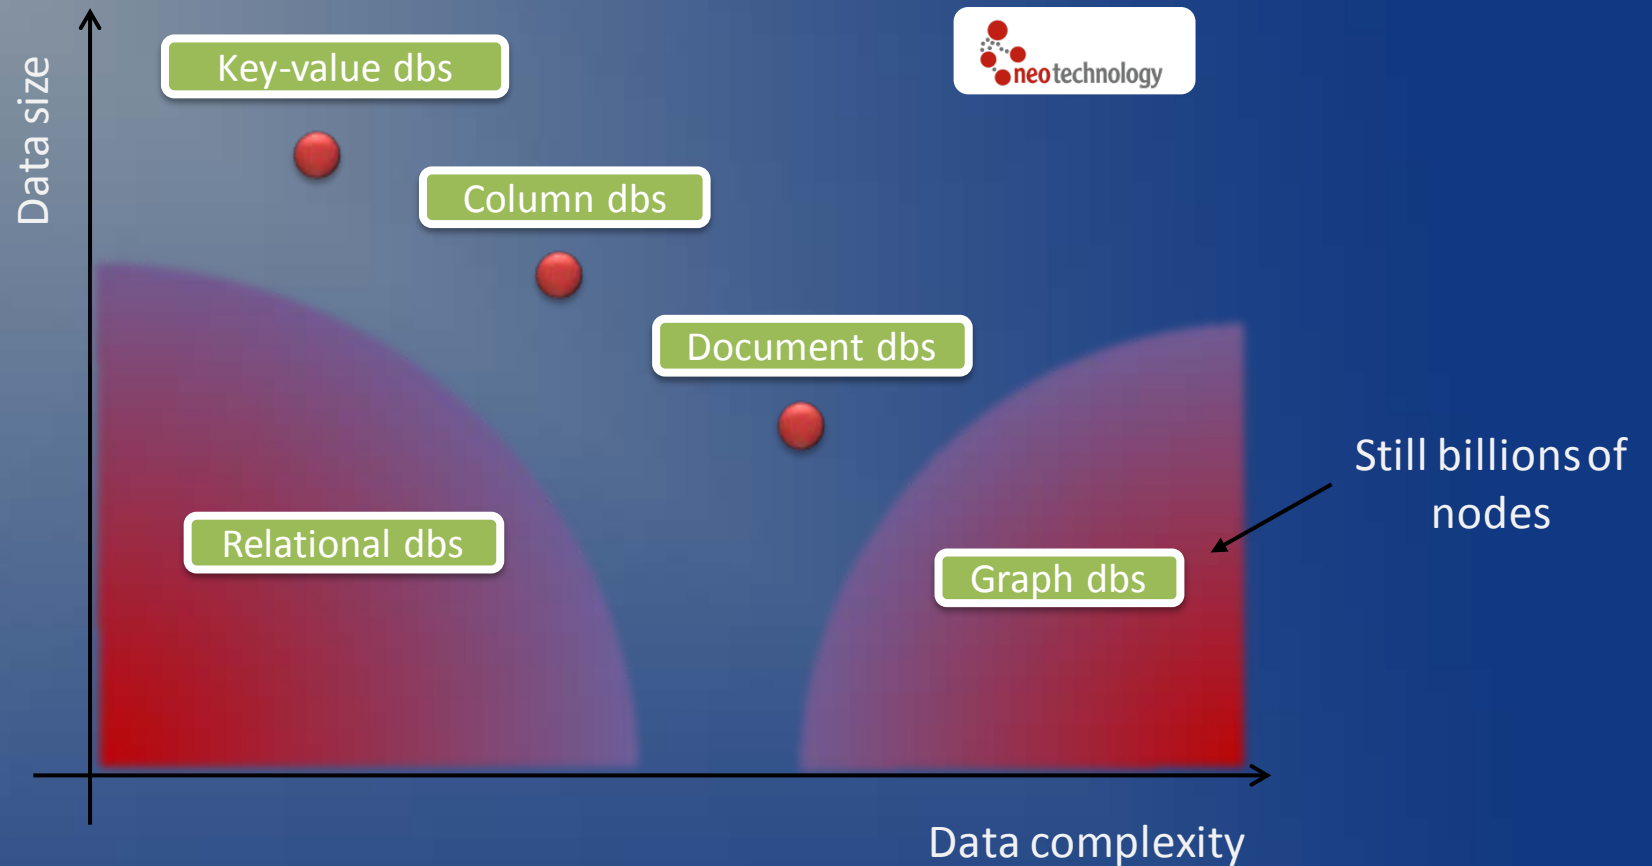 Data size
Key-value dbs
neotechnology
Column dbs
Document dbs
Still billions of
nodes
Relational dbs
Graph dbs
Data complexity